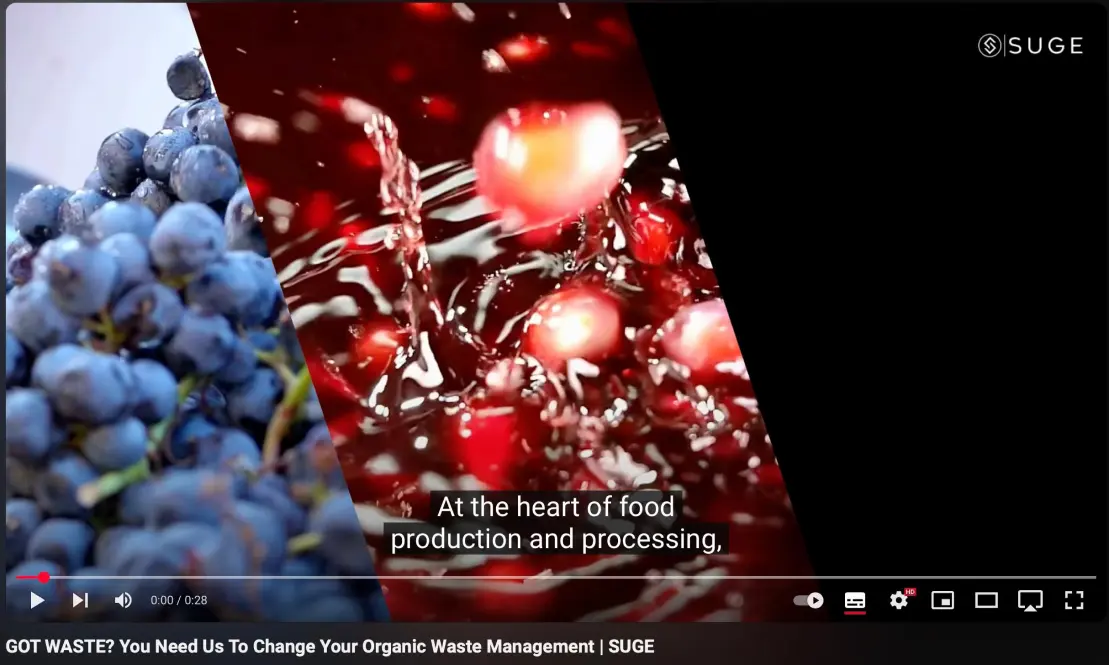 SUGE
At the heart of food
production and processing,
0:00 / 0:28
HD
GOT WASTE? You Need Us To Change Your Organic Waste Management | SUGE